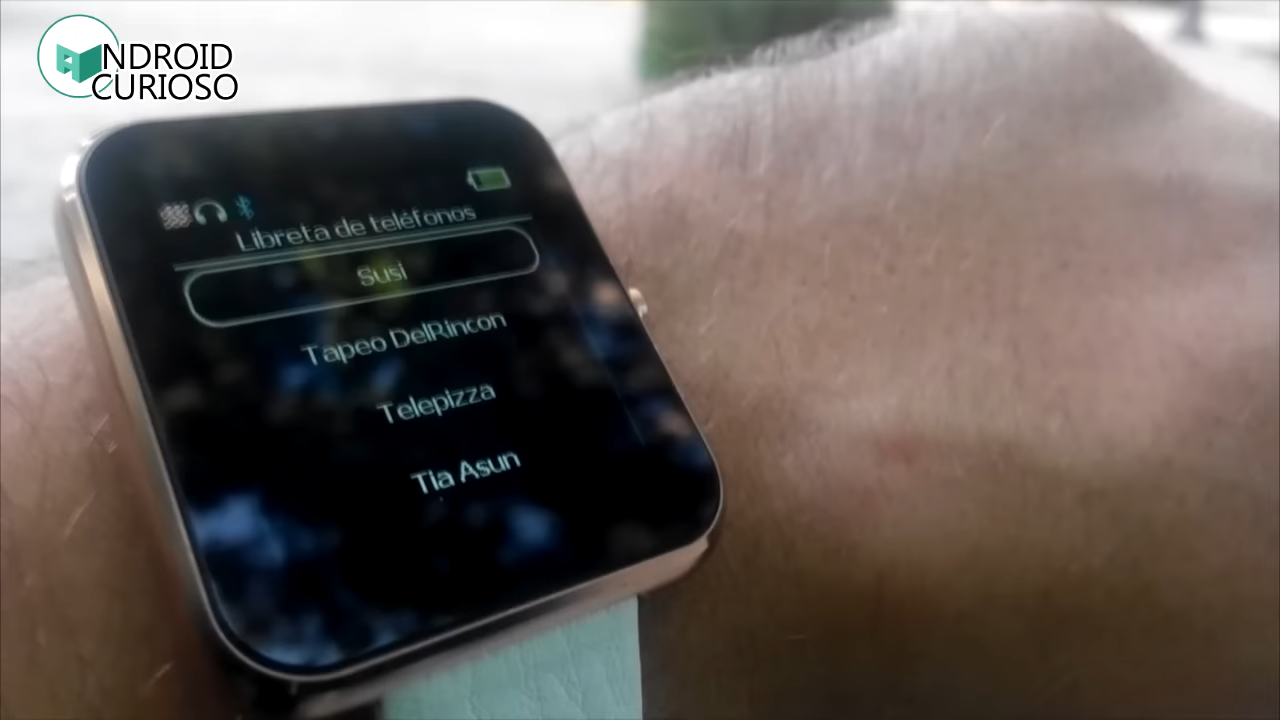 ANDROID
CURIOSO
Libreta de teléfonos
Susi
Tapeo DelRincon
Telepizza
Tia Asun